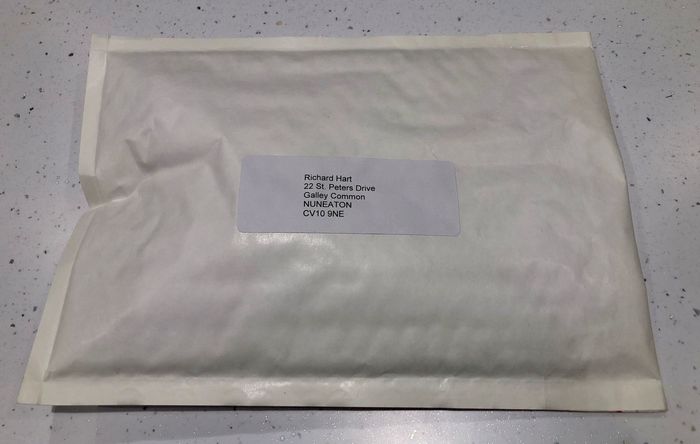 Richard Hart
22 St. Peters Drive
Galley Common
NUNEATON
CV10 9NE